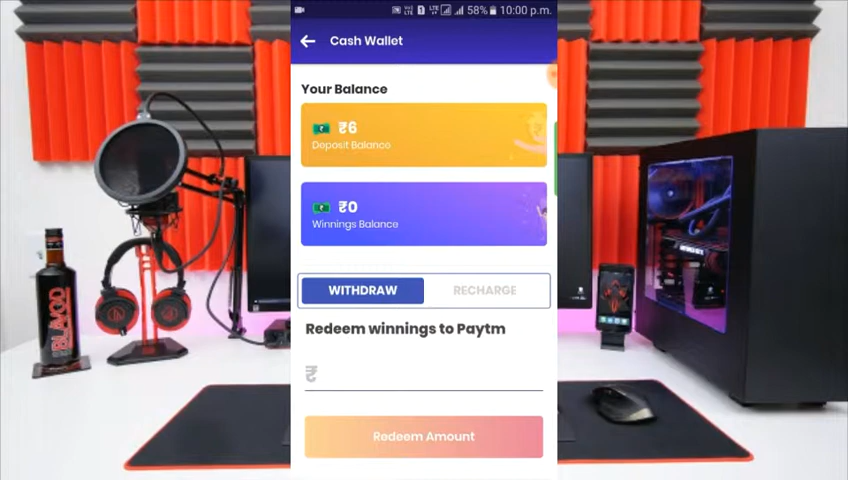 58% 10:00 p.m.
Cash Wallet
Your Balance
₹6
Deposit Balance
₹0
Winnings Balance
WITHDRAW RECHARGE
Redeem winnings to Paytm
₹
Redeem Amount
BLAVOD